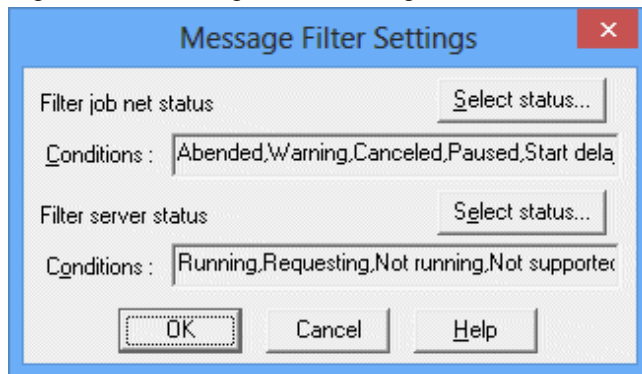 Message Filter Settings
Filter job net status
Select status...
Conditions :
Abended,Warning,Canceled,Paused,Start dela
Filter server status
Select status...
Conditions :
Running,Requesting,Not running,Not supported
OK
Cancel
Help